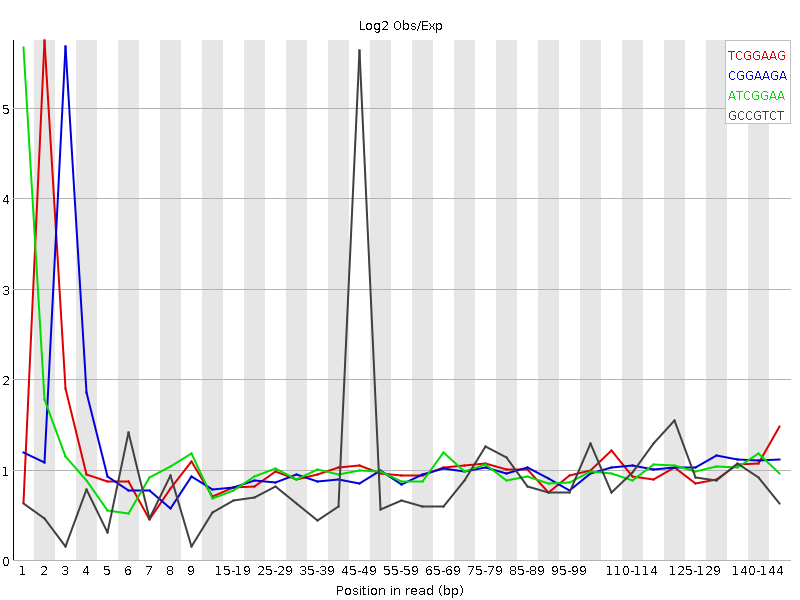 Log2 Obs/Exp
TCGGAAG
CGGAAGA
ATCGGAA
GCCGTCT
5
4
3
2
1
0
1 2 3 4 5 6 7 8 9 15-19 25-29 35-39 45-49 55-59 65-69 75-79 85-89 95-99 110-114 125-129 140-144
Position in read (bp)